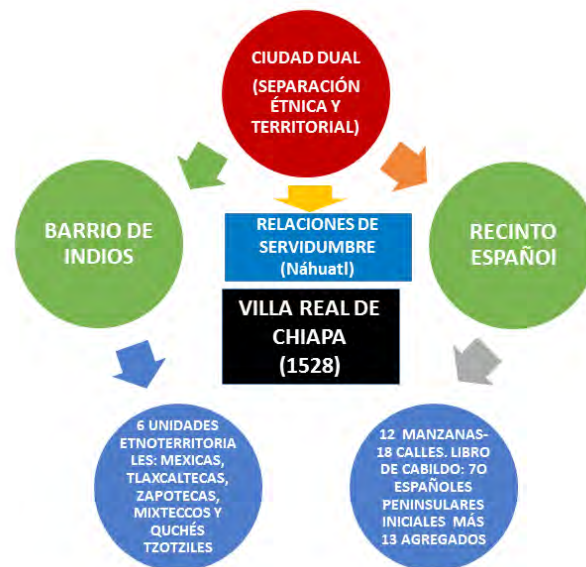 CIUDAD DUAL
(SEPARACIÓN
ÉTNICA Y
TERRITORIAL)
BARRIO DE
INDIOS
RELACIONES DE
SERVIDUMBRE
(Náhuatl)
RECINTO
ESPAÑOl
VILLA REAL DE
CHIAPA
(1528)
6 UNIDADES
ETNOTERRITORIA
LES: MEXICAS,
TLAXCALTECAS,
ZAPOTECAS,
MIXTECCOS Y
QUCHÉS
TZOTZILES
12 MANZANAS-
18 CALLES. LIBRO
DE CABILDO: 7O
ESPAÑOLES
PENINSULARES
INICIALES MÁS
13 AGREGADOS